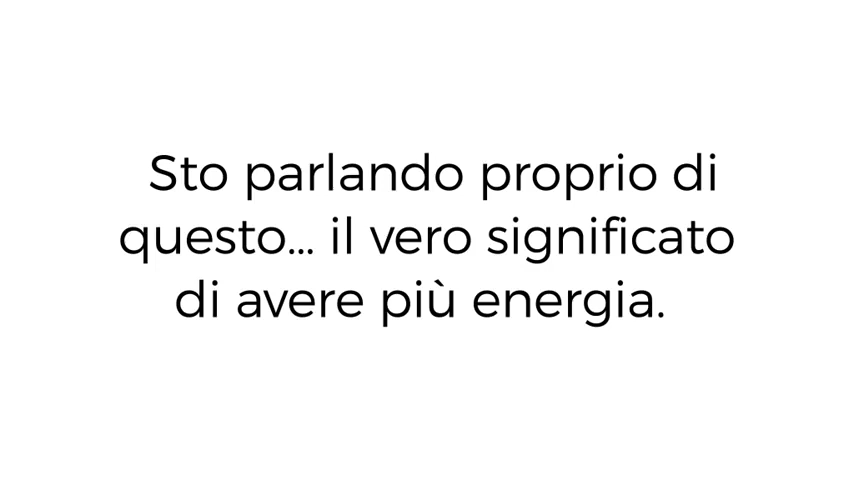 Sto parlando proprio di
questo... il vero significato
di avere più energia.